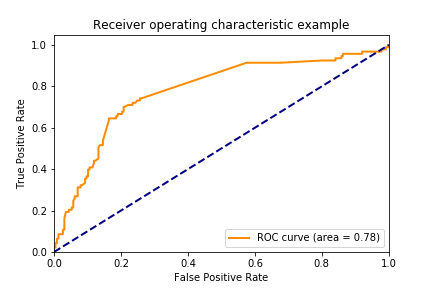 Receiver operating characteristic example
True Positive Rate
1.0
0.8
0.6
0.4
0.2
0.0
ROC curve (area = 0.78)
0.0 0.2 0.4 0.6 0.8 1.0
False Positive Rate